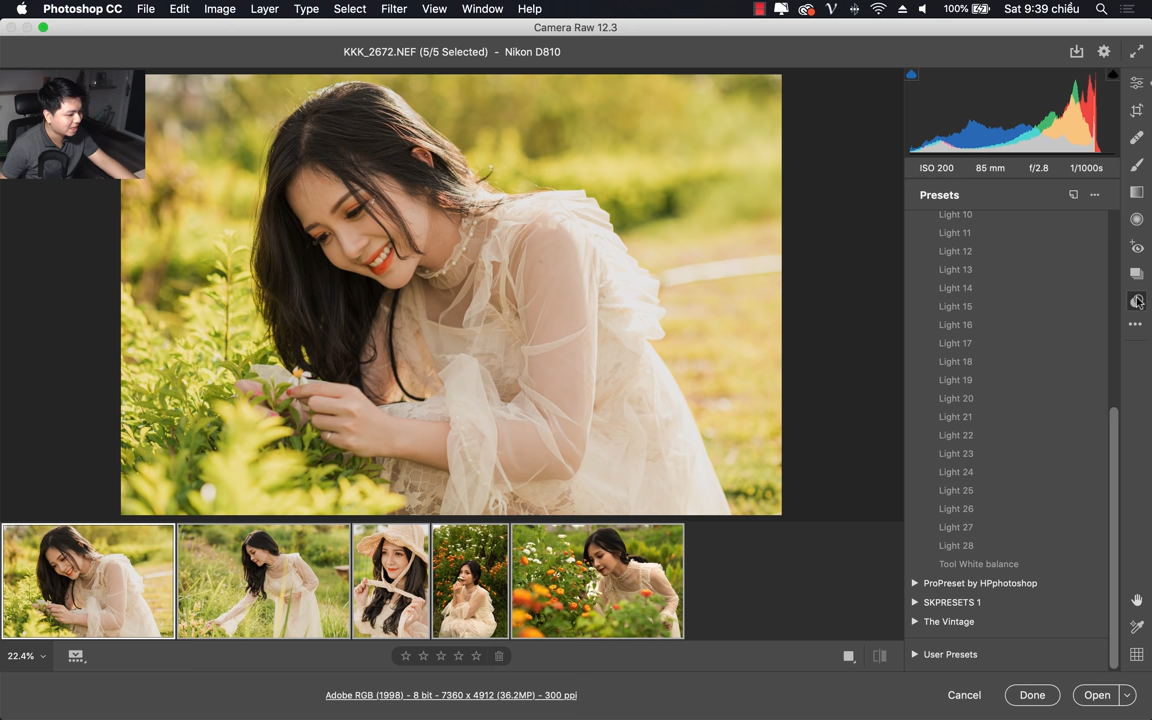 Photoshop CC File Edit Image Layer Type Select Filter View Window Help 100% Sat 9:39 chiều
Camera Raw 12.3
KKK_2672.NEF (5/5 Selected) - Nikon D810
ISO 200 85 mm f/2.8 1/1000s
Presets
Light 10
Light 11
Light 12
Light 13
Light 14
Light 15
Light 16
Light 17
Light 18
Light 19
Light 20
Light 21
Light 22
Light 23
Light 24
Light 25
Light 26
Light 27
Light 28
Tool White balance
ProPreset by HPphotoshop
SKPRESETS 1
The Vintage
User Presets
22.4%
Adobe RGB (1998) - 8 bit - 7360 x 4912 (36.2MP) - 300 ppi
Cancel Done Open